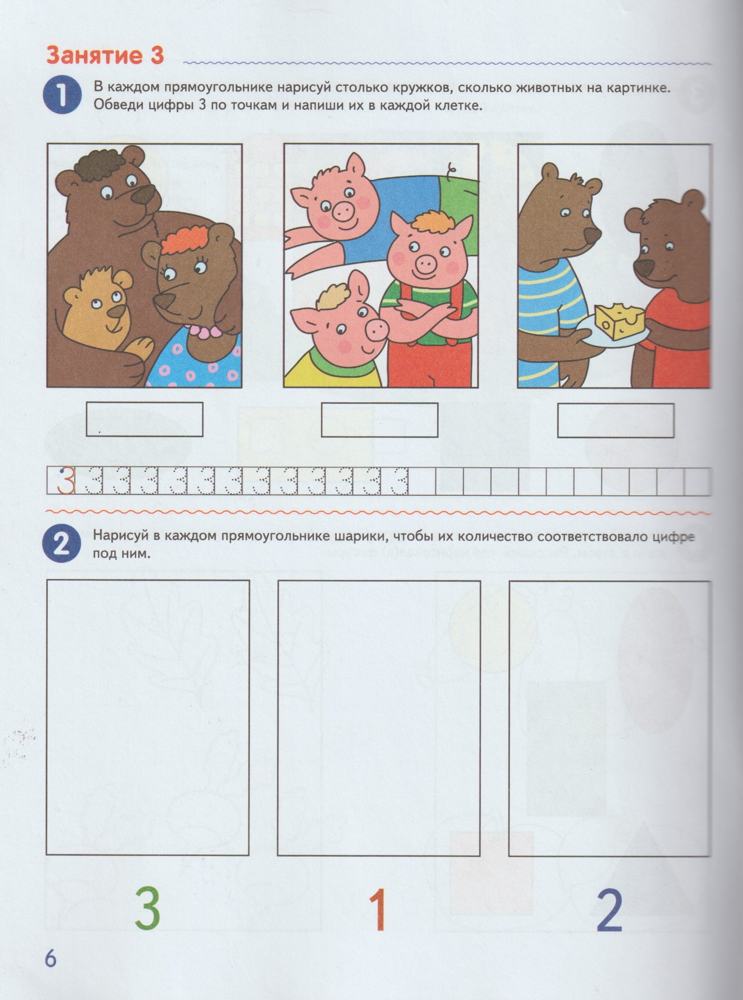 Занятие 3
1
В каждом прямоугольнике нарисуй столько кружков, сколько животных на картинке.
Обведи цифры 3 по точкам и напиши их в каждой клетке.
3 3 3 3 3 3 3 3 3 3 3 3 3
2
Нарисуй в каждом прямоугольнике шарики, чтобы их количество соответствовало цифре
под ним.
3 1 2
6